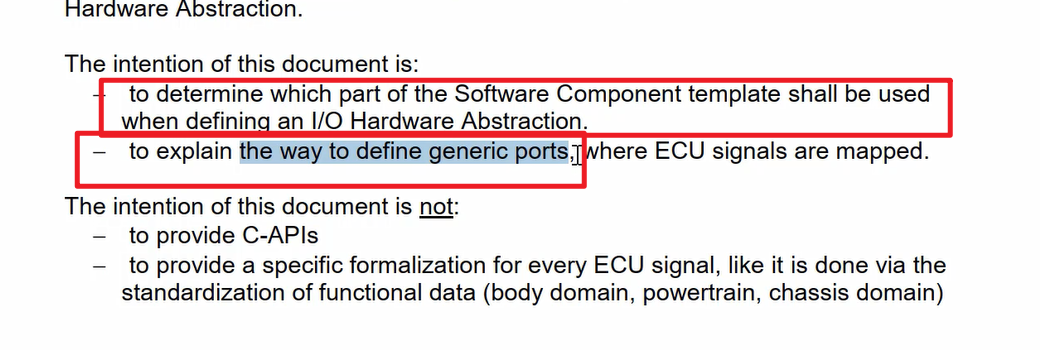 Hardware Abstraction.
The intention of this document is:
– to determine which part of the Software Component template shall be used
when defining an I/O Hardware Abstraction.
– to explain the way to define generic ports, where ECU signals are mapped.
The intention of this document is not:
– to provide C-APIs
– to provide a specific formalization for every ECU signal, like it is done via the
standardization of functional data (body domain, powertrain, chassis domain)